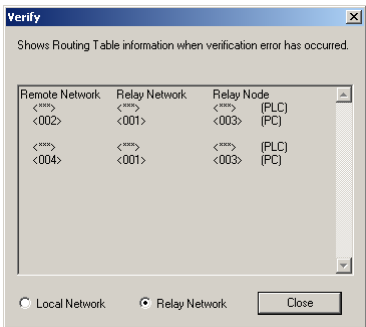 Verify
Shows Routing Table information when verification error has occurred.
Remote Network Relay Network Relay Node
<***> <***> <***> (PLC)
<002> <001> <003> (PC)
<***> <***> <***> (PLC)
<004> <001> <003> (PC)
Local Network Relay Network Close